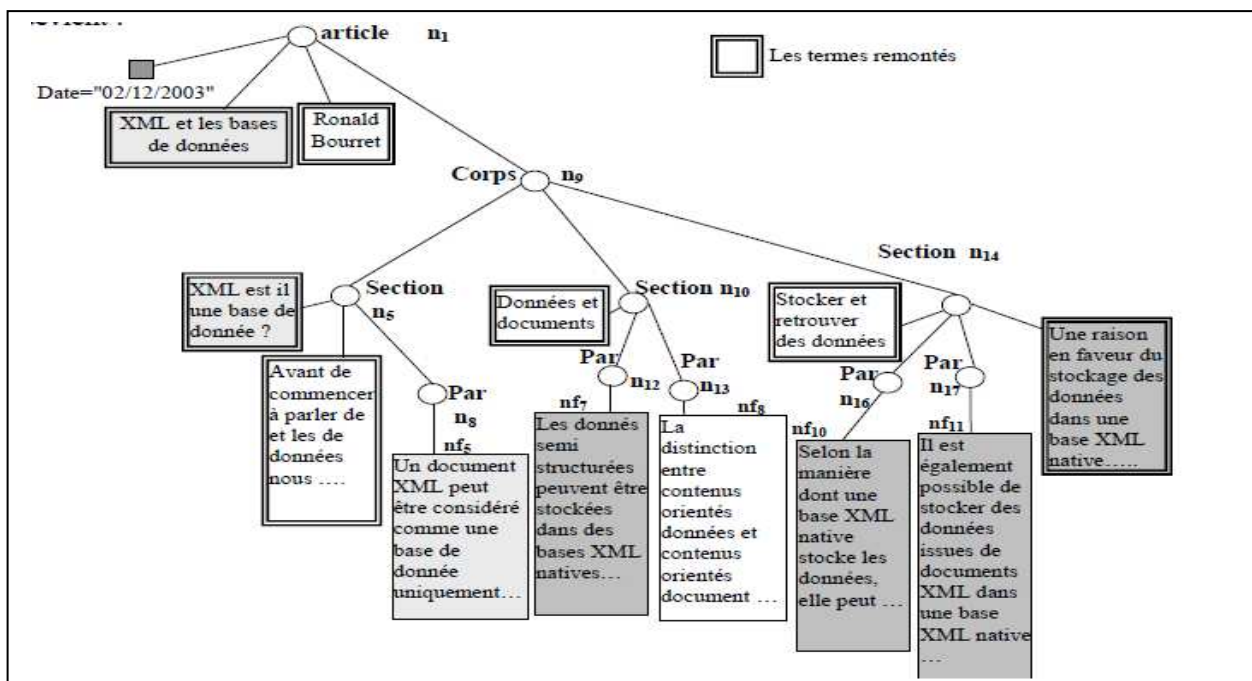 article n1
Les termes remontés
Date="02/12/2003"
XML et les bases
de données
Ronald
Bourret
Corps n9
Section n14
XML est il
une base de
donnée ?
Section
n5
Données et
documents
Section n10
Stocker et
retrouver
des données
Une raison
en faveur du
stockage des
données
dans une
base XML
native…..
Avant de
commencer
à parler de
et les de
données
nous ….
Par
n8
nf5
Un document
XML peut
être considéré
comme une
base de
donnée
uniquement…
Par
n12
nf7
Les donnés
semi
structurées
peuvent être
stockées
dans des
bases XML
natives…
Par
n13
nf8
La
distinction
entre
contenus
orientés
données et
contenus
orientés
document …
Par
n16
nf10
Selon la
manière
dont une
base XML
native
stocke les
données,
elle peut …
Par
n17
nf11
Il est
également
possible de
stocker des
données
issues de
documents
XML dans
une base
XML native
…